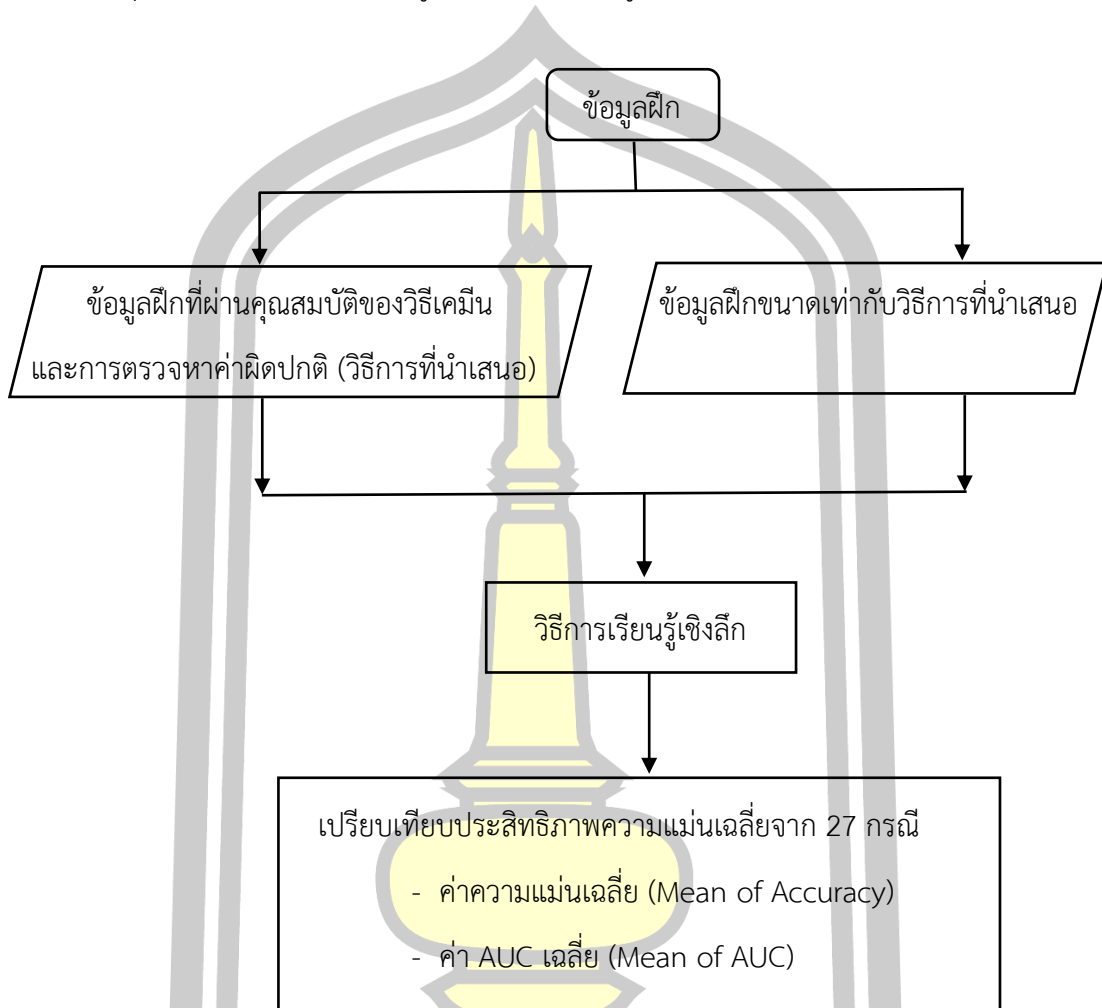 ข้อมูลฝึก
ข้อมูลฝึกที่ผ่านคุณสมบัติของวิธีเคมีน
และการตรวจหาค่าผิดปกติ (วิธีการที่นำเสนอ)
ข้อมูลฝึกขนาดเท่ากับวิธีการที่นำเสนอ
วิธีการเรียนรู้เชิงลึก
เปรียบเทียบประสิทธิภาพความแม่นเฉลี่ยจาก 27 กรณี
- ค่าความแม่นเฉลี่ย (Mean of Accuracy)
- ค่า AUC เฉลี่ย (Mean of AUC)